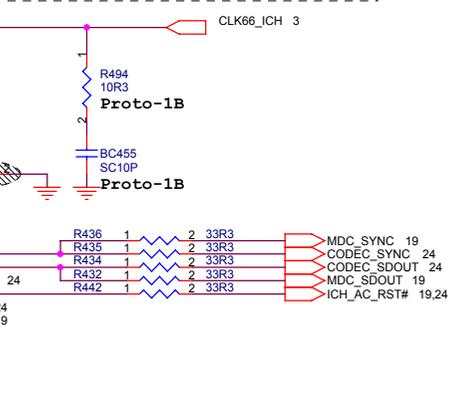 CLK66_ICH 3
1
R494
10R3
Proto-1B
2
BC455
SC10P
Proto-1B
2
R436 1 2 33R3 MDC_SYNC 19
R435 1 2 33R3 CODEC_SYNC 24
R434 1 2 33R3 CODEC_SDOUT 24
24 R432 1 2 33R3 MDC_SDOUT 19
R442 1 2 33R3 ICH_AC_RST# 19,24
24
9